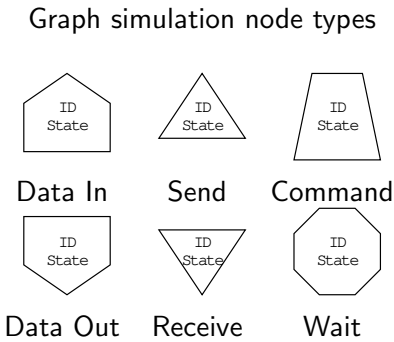 Graph simulation node types
ID ID ID
State State State
Data In Send Command
ID ID ID
State State State
Data Out Receive Wait